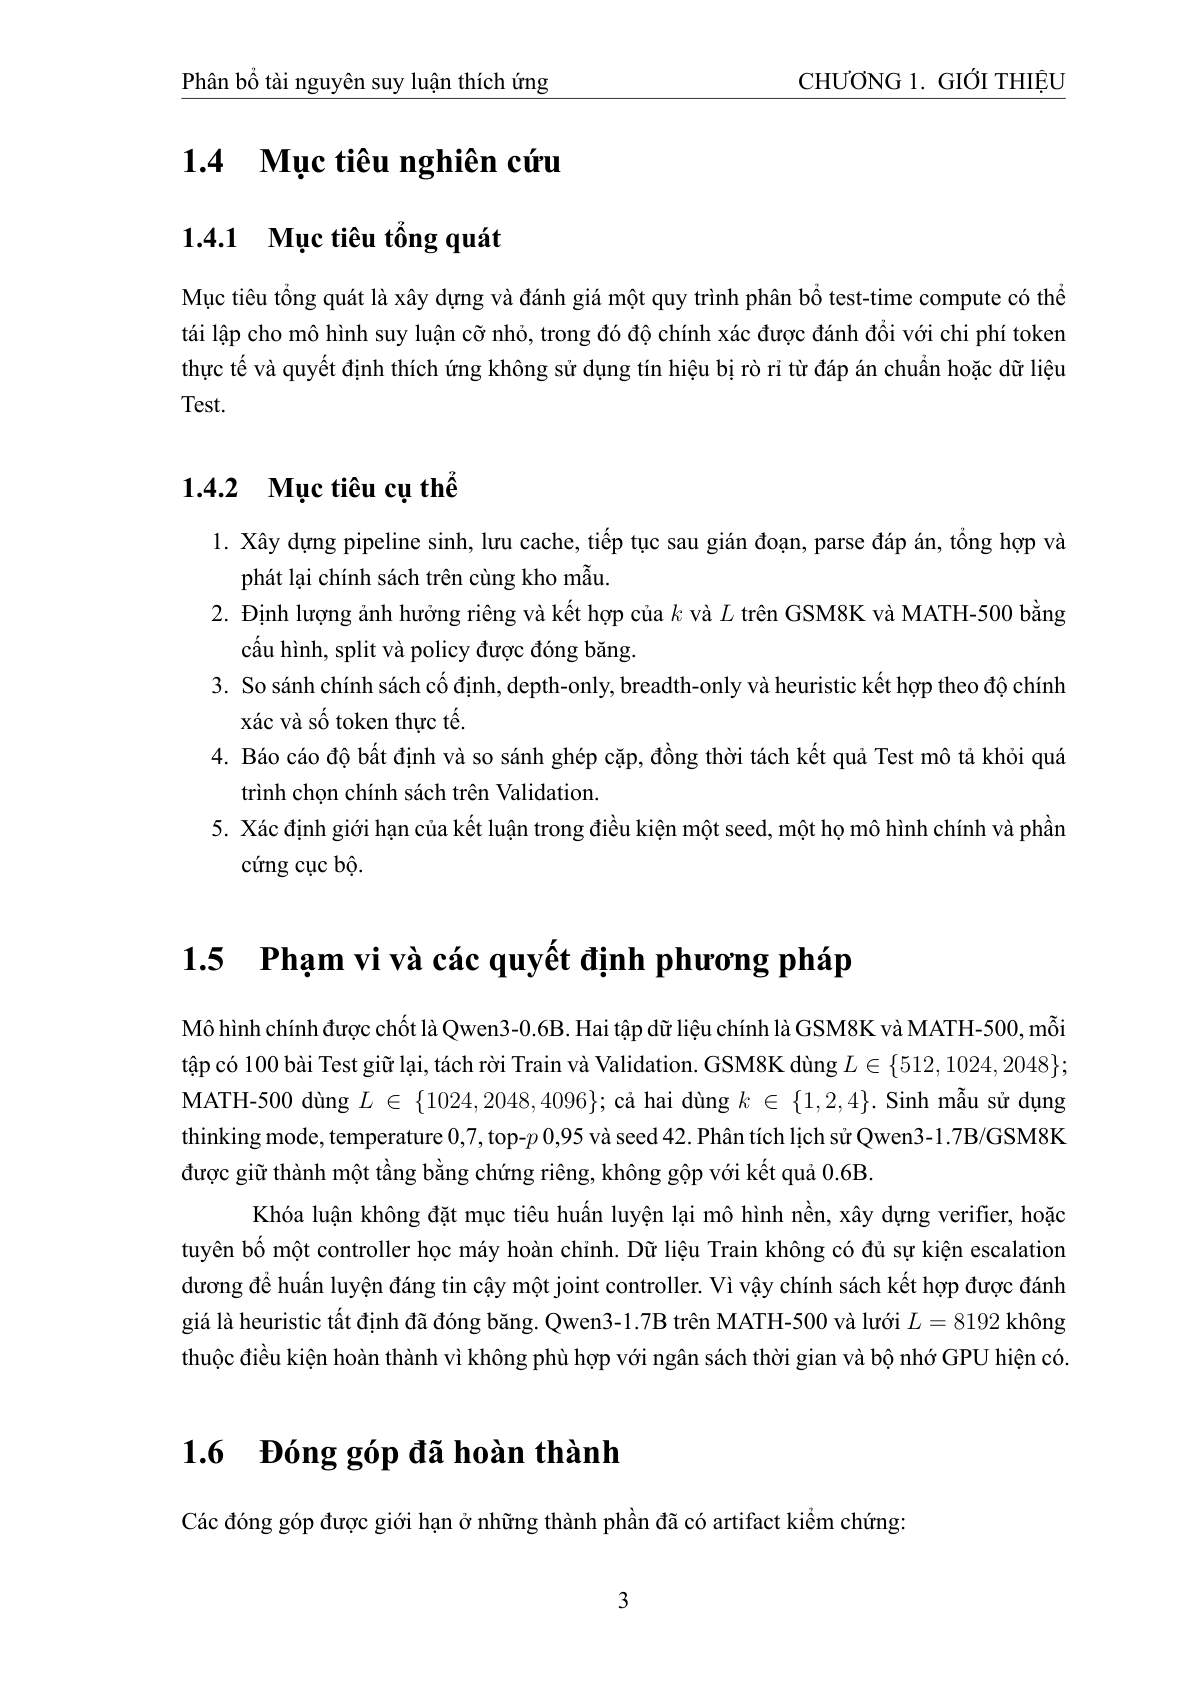 Phân bổ tài nguyên suy luận thích ứng CHƯƠNG 1. GIỚI THIỆU
1.4 Mục tiêu nghiên cứu
1.4.1 Mục tiêu tổng quát
Mục tiêu tổng quát là xây dựng và đánh giá một quy trình phân bổ test-time compute có thể
tái lập cho mô hình suy luận cỡ nhỏ, trong đó độ chính xác được đánh đổi với chi phí token
thực tế và quyết định thích ứng không sử dụng tín hiệu bị rò rỉ từ đáp án chuẩn hoặc dữ liệu
Test.
1.4.2 Mục tiêu cụ thể
1. Xây dựng pipeline sinh, lưu cache, tiếp tục sau gián đoạn, parse đáp án, tổng hợp và
phát lại chính sách trên cùng kho mẫu.
2. Định lượng ảnh hưởng riêng và kết hợp của k và L trên GSM8K và MATH-500 bằng
cấu hình, split và policy được đóng băng.
3. So sánh chính sách cố định, depth-only, breadth-only và heuristic kết hợp theo độ chính
xác và số token thực tế.
4. Báo cáo độ bất định và so sánh ghép cặp, đồng thời tách kết quả Test mô tả khỏi quá
trình chọn chính sách trên Validation.
5. Xác định giới hạn của kết luận trong điều kiện một seed, một họ mô hình chính và phần
cứng cục bộ.
1.5 Phạm vi và các quyết định phương pháp
Mô hình chính được chốt là Qwen3-0.6B. Hai tập dữ liệu chính là GSM8K và MATH-500, mỗi
tập có 100 bài Test giữ lại, tách rời Train và Validation. GSM8K dùng L ∈ {512, 1024, 2048};
MATH-500 dùng L ∈ {1024, 2048, 4096}; cả hai dùng k ∈ {1, 2, 4}. Sinh mẫu sử dụng
thinking mode, temperature 0,7, top-p 0,95 và seed 42. Phân tích lịch sử Qwen3-1.7B/GSM8K
được giữ thành một tầng bằng chứng riêng, không gộp với kết quả 0.6B.
Khóa luận không đặt mục tiêu huấn luyện lại mô hình nền, xây dựng verifier, hoặc
tuyên bố một controller học máy hoàn chỉnh. Dữ liệu Train không có đủ sự kiện escalation
dương để huấn luyện đáng tin cậy một joint controller. Vì vậy chính sách kết hợp được đánh
giá là heuristic tất định đã đóng băng. Qwen3-1.7B trên MATH-500 và lưới L = 8192 không
thuộc điều kiện hoàn thành vì không phù hợp với ngân sách thời gian và bộ nhớ GPU hiện có.
1.6 Đóng góp đã hoàn thành
Các đóng góp được giới hạn ở những thành phần đã có artifact kiểm chứng:
3